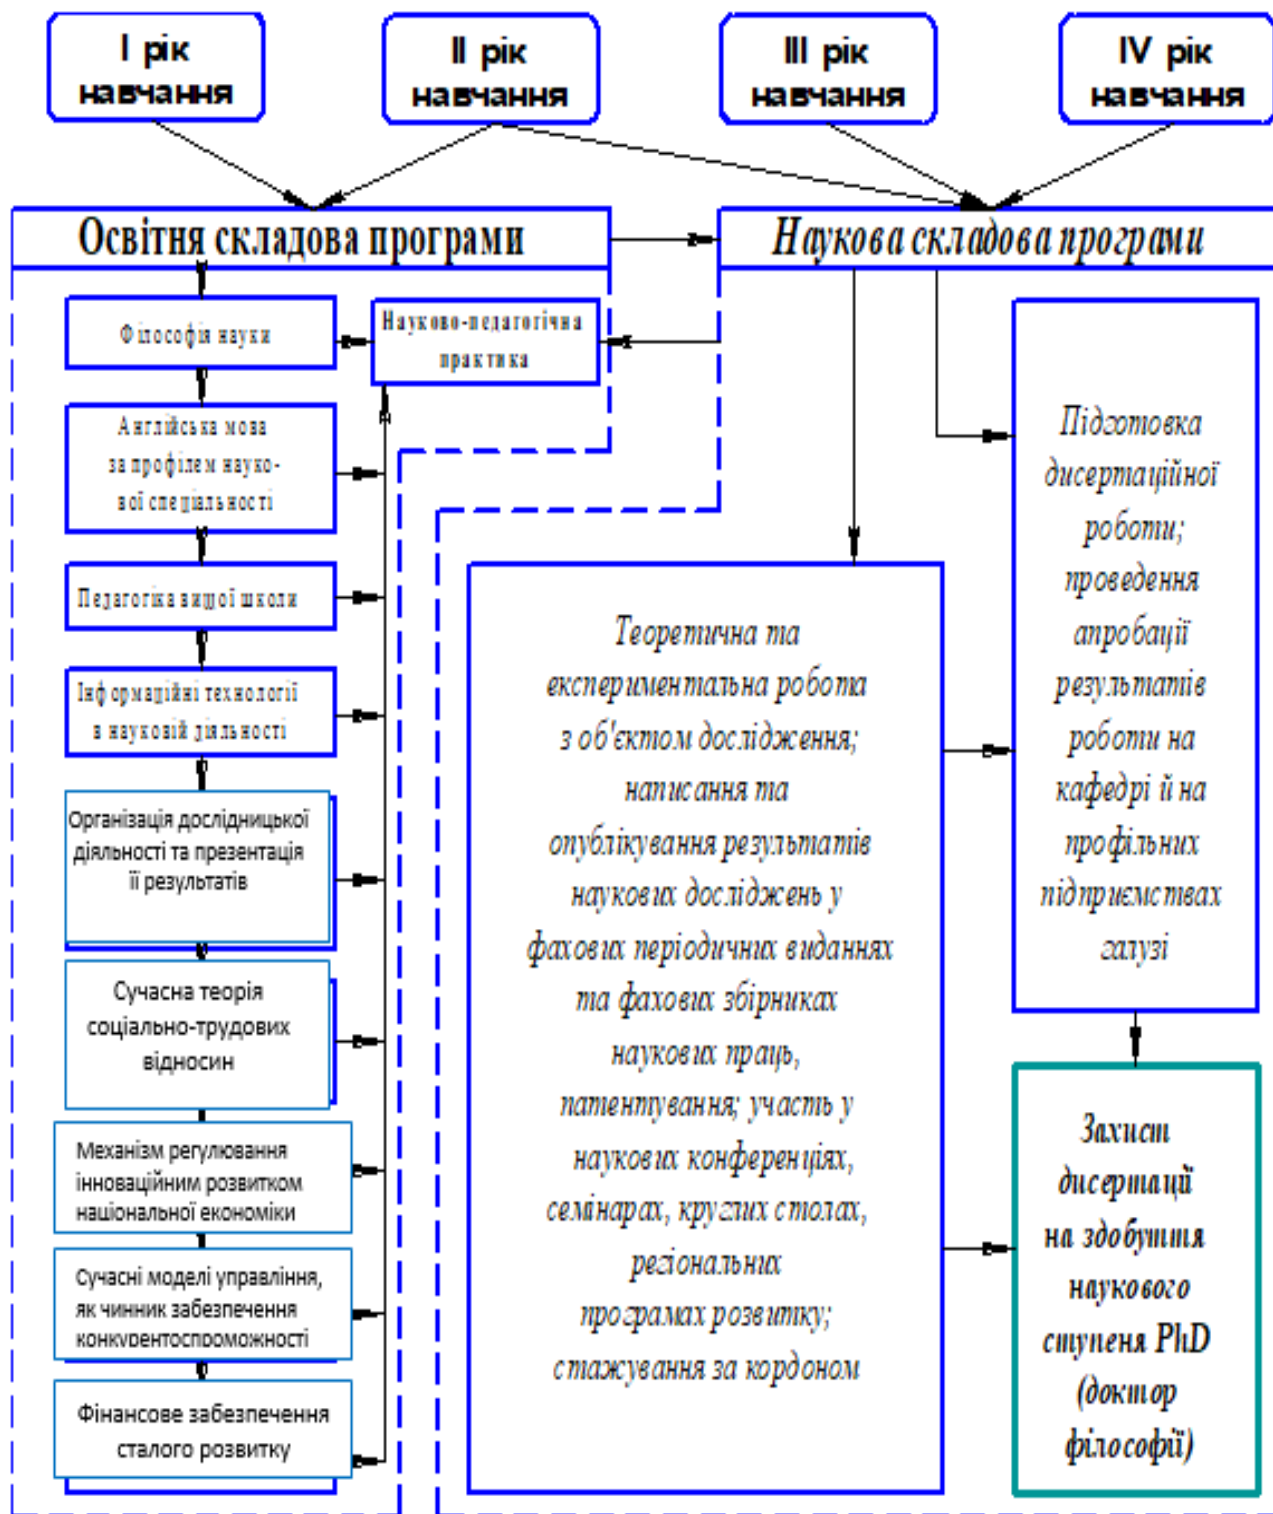 I рік
навчання
II рік
навчання
III рік
навчання
IV рік
навчання
Освітня складова програми
Наукова складова програми
Філософія науки
Науково-педагогічна
практика
Англійська мова
за профілем науко-
вої спеціальності
Педагогіка вищої школи
Інформаційні технології
в науковій діяльності
Організація дослідницької
діяльності та презентація
її результатів
Сучасна теорія
соціально-трудових
відносин
Механізм регулювання
інноваційним розвитком
національної економіки
Сучасні моделі управління,
як чинник забезпечення
конкурентоспроможності
Фінансове забезпечення
сталого розвитку
Теоретична та
експериментальна робота
з об'єктом дослідження;
написання та
опублікування результатів
наукових досліджень у
фахових періодичних виданнях
та фахових збірниках
наукових праць,
патентування; участь у
наукових конференціях,
семінарах, круглих столах,
регіональних
програмах розвитку;
стажування за кордоном
Підготовка
дисертаційної
роботи;
проведення
апробації
результатів
роботи на
кафедрі й на
профільних
підприємствах
галузі
Захист
дисертації
на здобуття
наукового
ступеня PhD
(доктор
філософії)